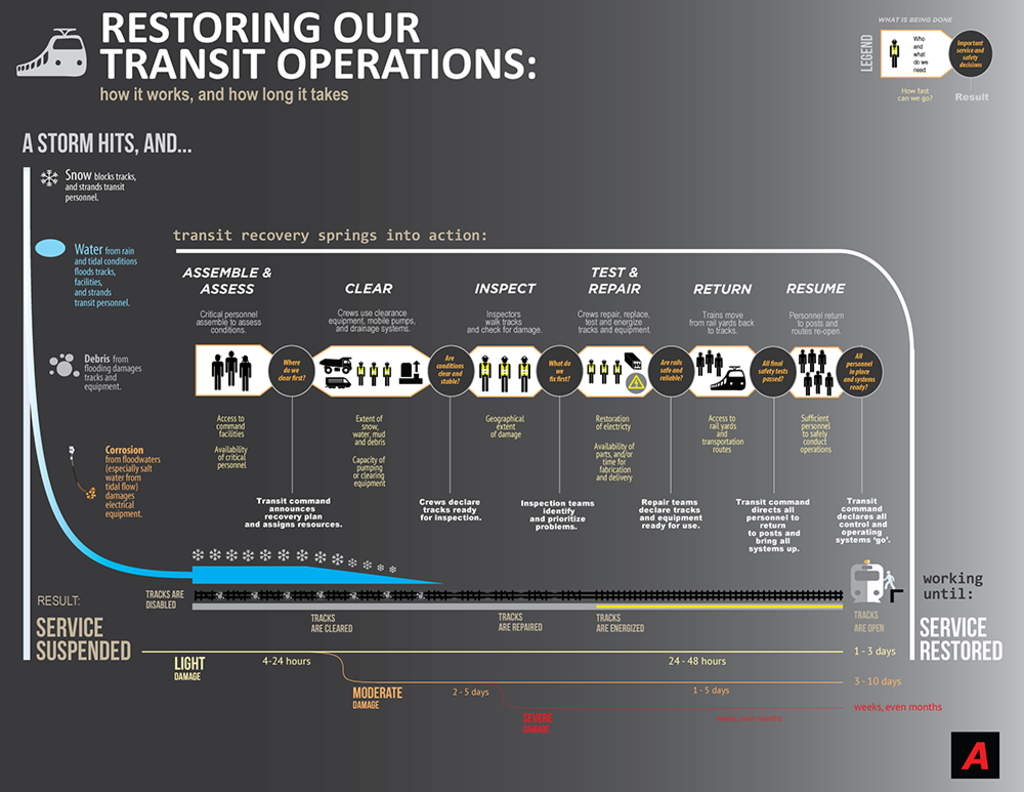 RESTORING OUR
TRANSIT OPERATIONS:
how it works, and how long it takes
WHAT IS BEING DONE
LEGEND
Who
and
what
do we
need
Important
service and
safety
decisions
How fast
can we go?
Result
A STORM HITS, AND...
Snow blocks tracks,
and strands transit
personnel.
Water from rain
and tidal conditions
floods tracks,
facilities,
and strands
transit personnel.
Debris from
flooding damages
tracks and
equipment.
Corrosion
from floodwaters
(especially salt
water from
tidal flow)
damages
electrical
equipment.
transit recovery springs into action:
ASSEMBLE &
ASSESS
Critical personnel
assemble to assess
conditions.
Where
do we
clear first?
Access to
command
facilities
Availability
of critical
personnel
Transit command
announces
recovery plan
and assigns resources.
CLEAR
Crews use clearance
equipment, mobile pumps,
and drainage systems.
Are
conditions
clear and
stable?
Extent of
snow,
water, mud
and debris
Capacity of
pumping
or clearing
equipment
Crews declare
tracks ready
for inspection.
INSPECT
Inspectors
walk tracks
and check for damage.
What do
we
fix first?
Geographical
extent
of damage
Inspection teams
identify
and prioritize
problems.
TEST &
REPAIR
Crews repair, replace,
test and energize
tracks and equipment.
Are rails
safe and
reliable?
Restoration
of electricty
Availability of
parts, and/or
time for
fabrication
and delivery
Repair teams
declare tracks
and equipment
ready for use.
RETURN
Trains move
from rail yards back
to tracks.
All final
safety tests
passed?
Access to
rail yards
and
transportation
routes
Transit command
directs all
personnel to
return
to posts and
bring all
systems up.
RESUME
Personnel return
to posts and
routes re-open.
All
personnel
in place
and systems
ready?
Sufficient
personnel
to safely
conduct
operations
Transit
command
declares all
control and
operating
systems ‘go’.
TRACKS ARE
DISABLED
TRACKS
ARE CLEARED
TRACKS
ARE REPAIRED
TRACKS
ARE ENERGIZED
TRACKS
ARE OPEN
working
until:
RESULT:
SERVICE
SUSPENDED
SERVICE
RESTORED
LIGHT
DAMAGE
4-24 hours
24 - 48 hours
1 - 3 days
MODERATE
DAMAGE
2 - 5 days
1 - 5 days
3 - 10 days
SEVERE
DAMAGE
weeks, even months
weeks, even months
A